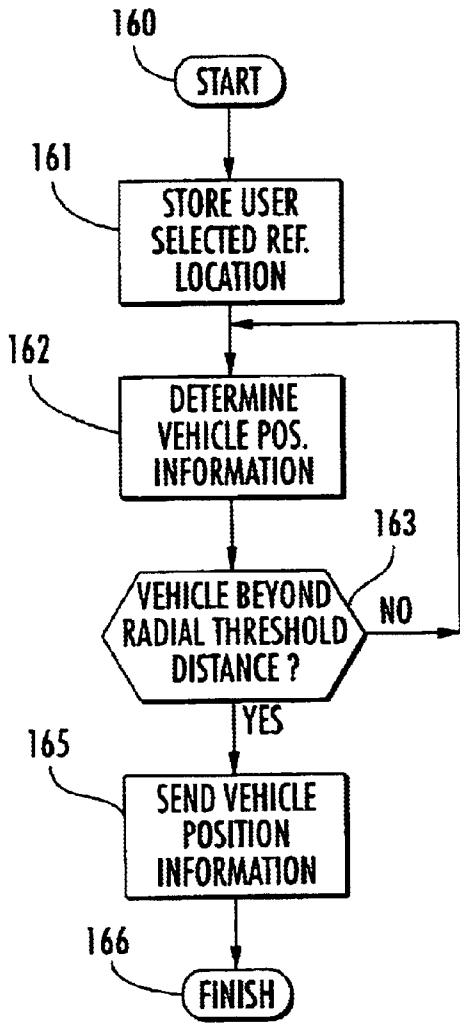 160
START
161
STORE USER
SELECTED REF.
LOCATION
162
DETERMINE
VEHICLE POS.
INFORMATION
163
VEHICLE BEYOND
RADIAL THRESHOLD
DISTANCE ?
NO
YES
165
SEND VEHICLE
POSITION
INFORMATION
166
FINISH